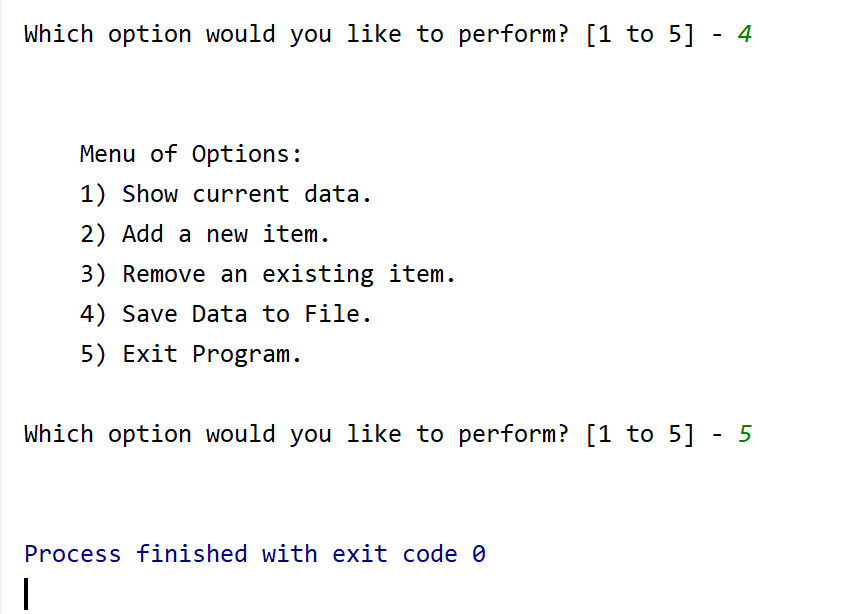 Which option would you like to perform? [1 to 5] - 4
Menu of Options:
1) Show current data.
2) Add a new item.
3) Remove an existing item.
4) Save Data to File.
5) Exit Program.
Which option would you like to perform? [1 to 5] - 5
Process finished with exit code 0